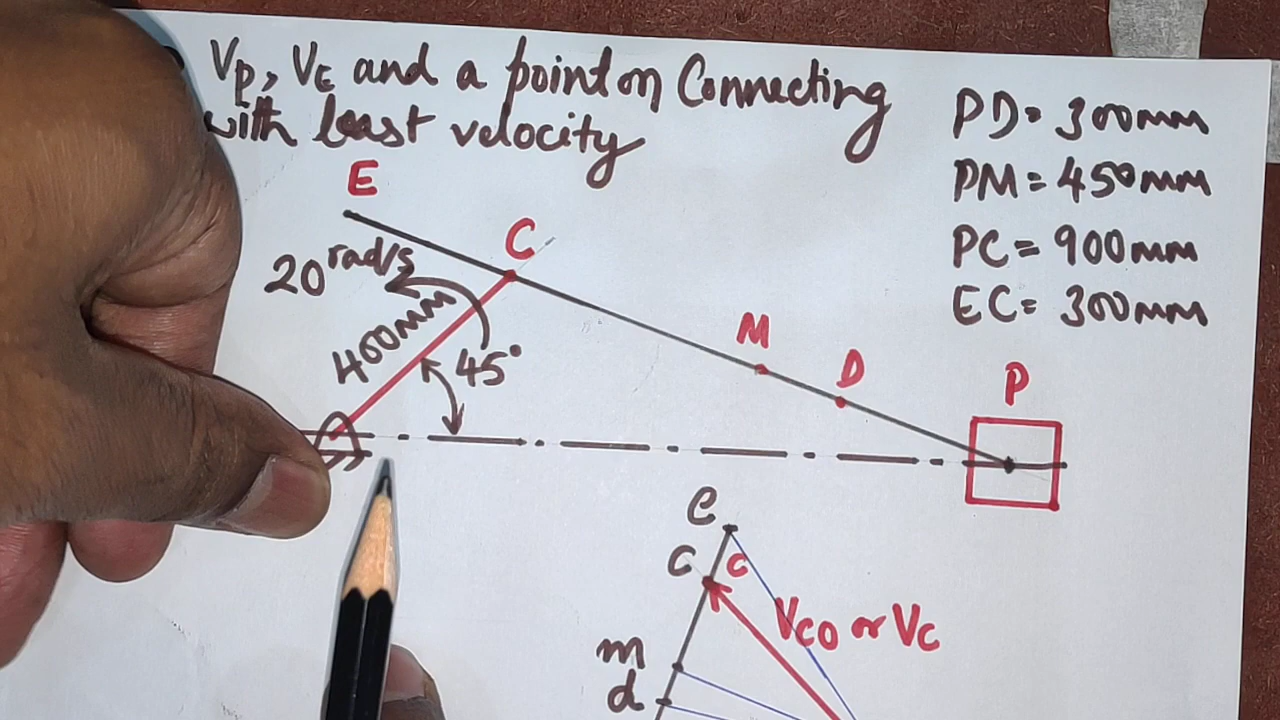 Vp, VE and a point on Connecting
with least velocity
PD= 300mm
PM= 450mm
PC= 900mm
EC= 300mm
E
C
20 rad/s
400mm
45°
M
D
P
e
c
c
VCO or VC
m
d